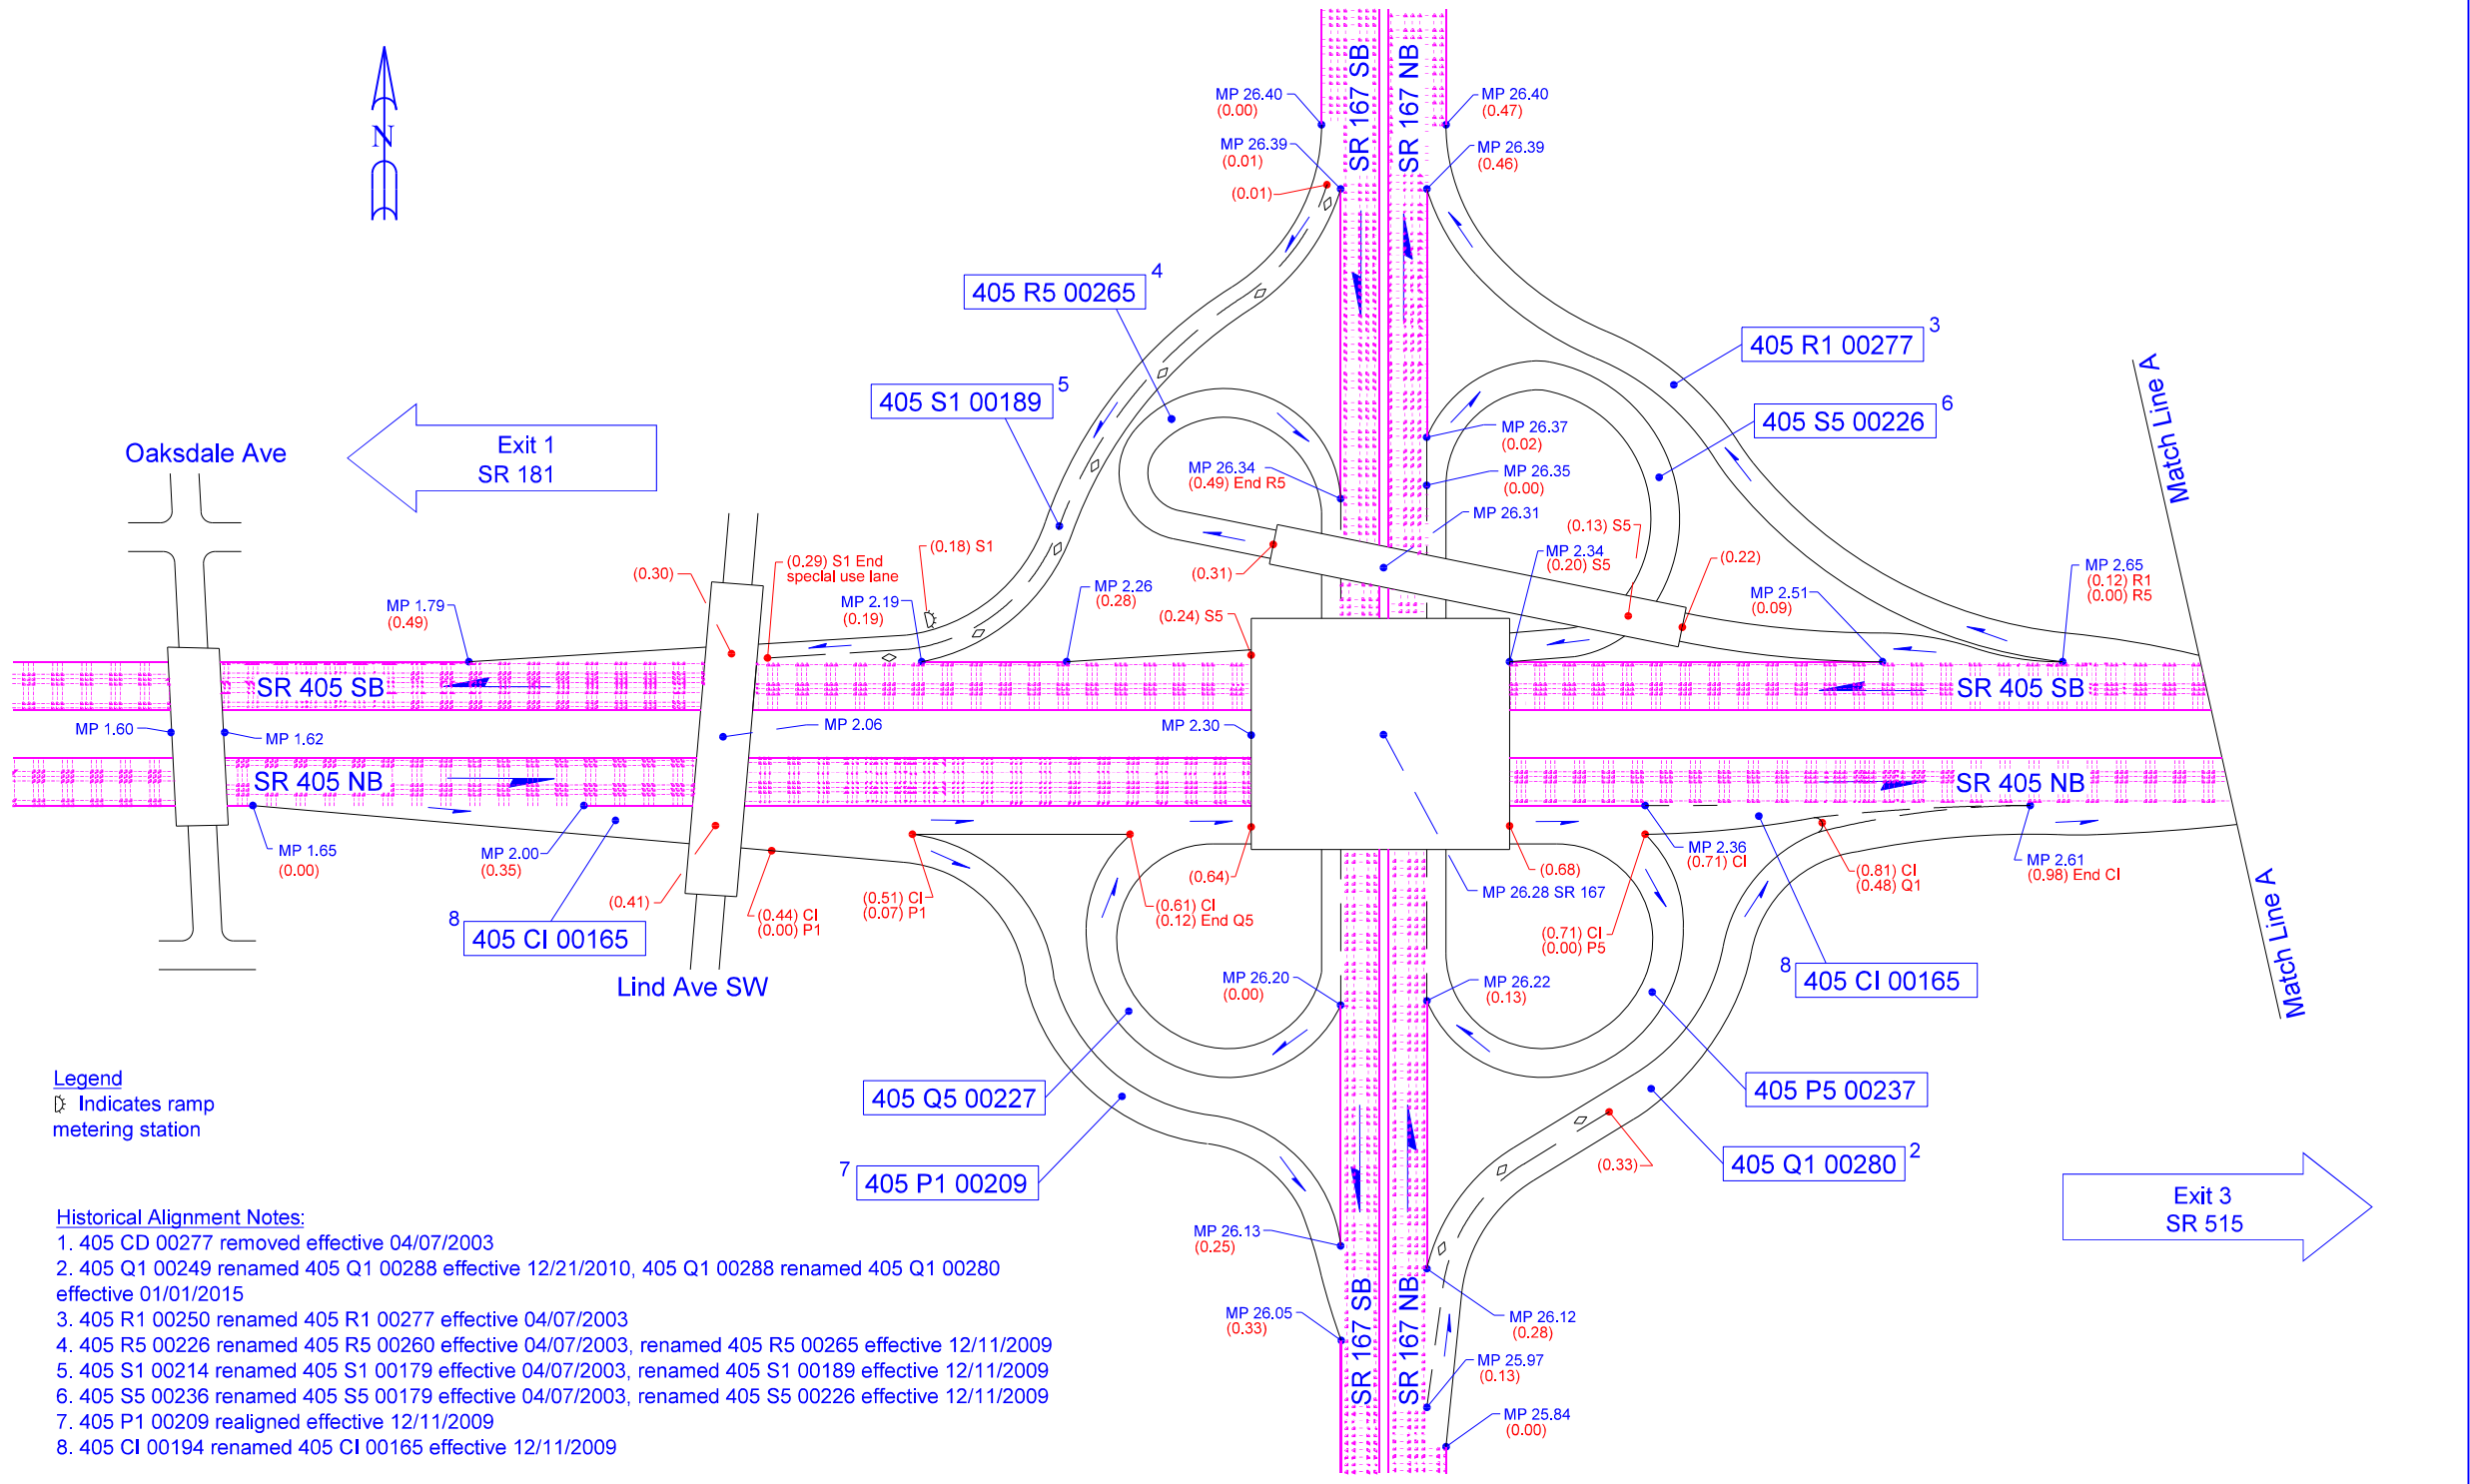 SR 167 SB
SR 167 NB
MP 26.40
(0.00)
MP 26.40
(0.47)
N
MP 26.39
(0.01)
MP 26.39
(0.46)
(0.01)
405 R5 00265 4
405 R1 00277 3
405 S1 00189 5
405 S5 00226 6
Match Line A
Oaksdale Ave
Exit 1
SR 181
MP 26.37
(0.02)
MP 26.34
(0.49) End R5
MP 26.35
(0.00)
MP 26.31
(0.13) S5
(0.18) S1
(0.29) S1 End
special use lane
(0.30)
MP 2.34
(0.20) S5
(0.22)
(0.31)
MP 2.65
(0.12) R1
(0.00) R5
MP 1.79
(0.49)
MP 2.19
(0.19)
MP 2.26
(0.28)
(0.24) S5
MP 2.51
(0.09)
SR 405 SB
SR 405 SB
MP 1.60
MP 1.62
MP 2.06
MP 2.30
SR 405 NB
SR 405 NB
MP 1.65
(0.00)
MP 2.00
(0.35)
(0.41)
(0.44) CI
(0.00) P1
(0.51) CI
(0.07) P1
(0.61) CI
(0.12) End Q5
(0.64)
(0.68)
MP 26.28 SR 167
MP 2.36
(0.71) CI
(0.81) CI
(0.48) Q1
MP 2.61
(0.98) End CI
8 405 CI 00165
(0.71) CI
(0.00) P5
8 405 CI 00165
Match Line A
Lind Ave SW
MP 26.20
(0.00)
MP 26.22
(0.13)
405 Q5 00227
405 P5 00237
7 405 P1 00209
(0.33)
405 Q1 00280 2
Exit 3
SR 515
Legend
Indicates ramp
metering station
MP 26.13
(0.25)
MP 26.05
(0.33)
SR 167 SB
SR 167 NB
MP 26.12
(0.28)
MP 25.97
(0.13)
MP 25.84
(0.00)
Historical Alignment Notes:
1. 405 CD 00277 removed effective 04/07/2003
2. 405 Q1 00249 renamed 405 Q1 00288 effective 12/21/2010, 405 Q1 00288 renamed 405 Q1 00280
effective 01/01/2015
3. 405 R1 00250 renamed 405 R1 00277 effective 04/07/2003
4. 405 R5 00226 renamed 405 R5 00260 effective 04/07/2003, renamed 405 R5 00265 effective 12/11/2009
5. 405 S1 00214 renamed 405 S1 00179 effective 04/07/2003, renamed 405 S1 00189 effective 12/11/2009
6. 405 S5 00236 renamed 405 S5 00179 effective 04/07/2003, renamed 405 S5 00226 effective 12/11/2009
7. 405 P1 00209 realigned effective 12/11/2009
8. 405 CI 00194 renamed 405 CI 00165 effective 12/11/2009